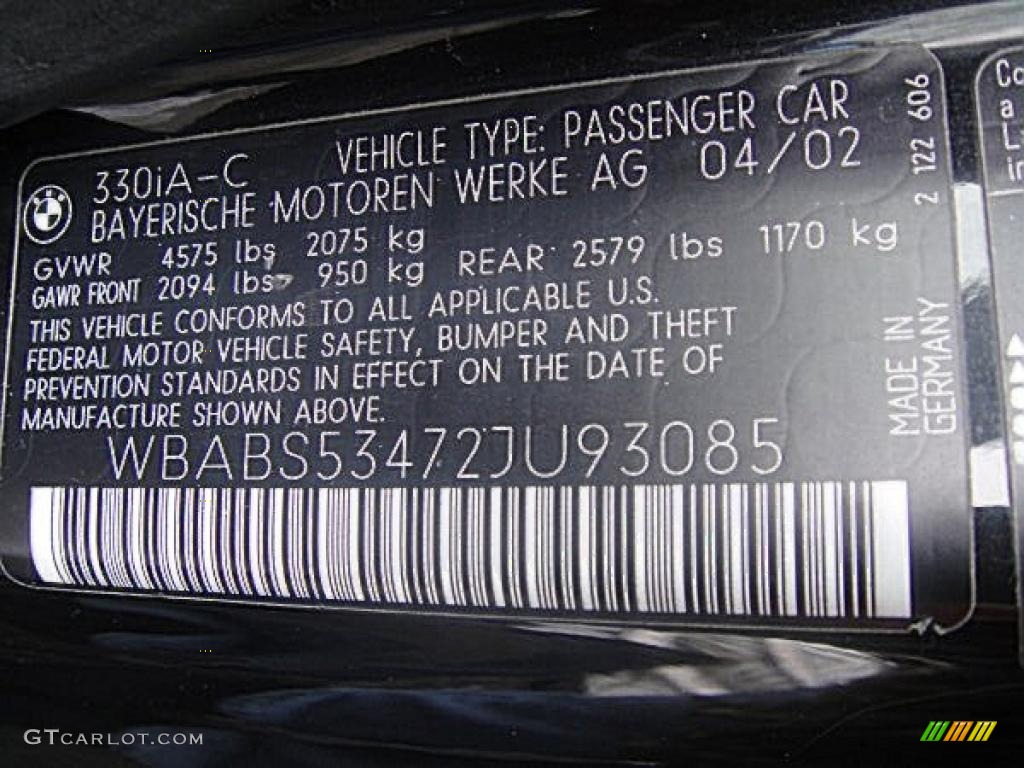 VEHICLE TYPE: PASSENGER CAR
330iA-C
BAYERISCHE MOTOREN WERKE AG 04/02
GVWR 4575 lbs 2075 kg
GAWR FRONT 2094 lbs 950 kg REAR 2579 lbs 1170 kg
THIS VEHICLE CONFORMS TO ALL APPLICABLE U.S.
FEDERAL MOTOR VEHICLE SAFETY, BUMPER AND THEFT
PREVENTION STANDARDS IN EFFECT ON THE DATE OF
MANUFACTURE SHOWN ABOVE.
WBABS53472JU93085
2 122 606
MADE IN
GERMANY
Co
a
L
in
GTCARLOT.COM